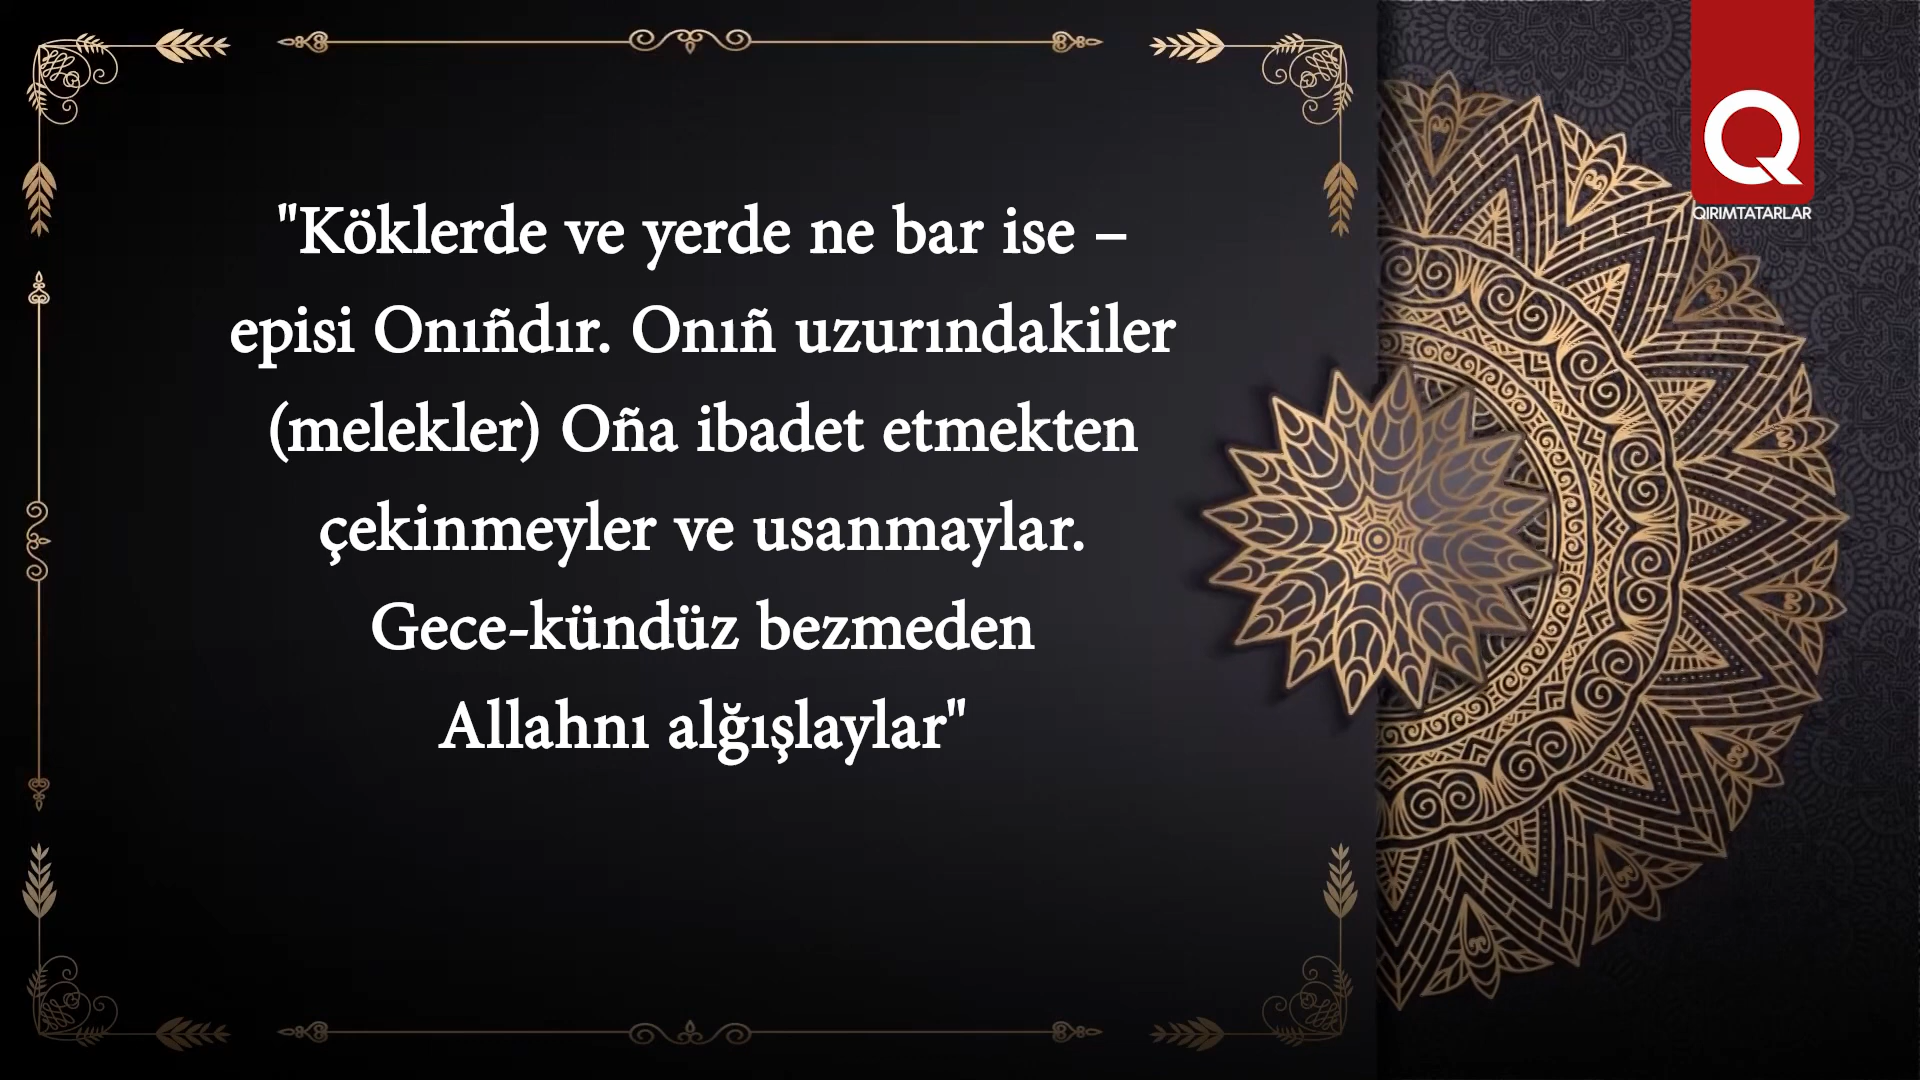 "Köklerde ve yerde ne bar ise –
episi Onıñdır. Onıñ uzurındakiler
(melekler) Oña ibadet etmekten
çekinmeyler ve usanmaylar.
Gece-kündüz bezmeden
Allahnı alğışlaylar"
Q
QIRIMTATARLAR